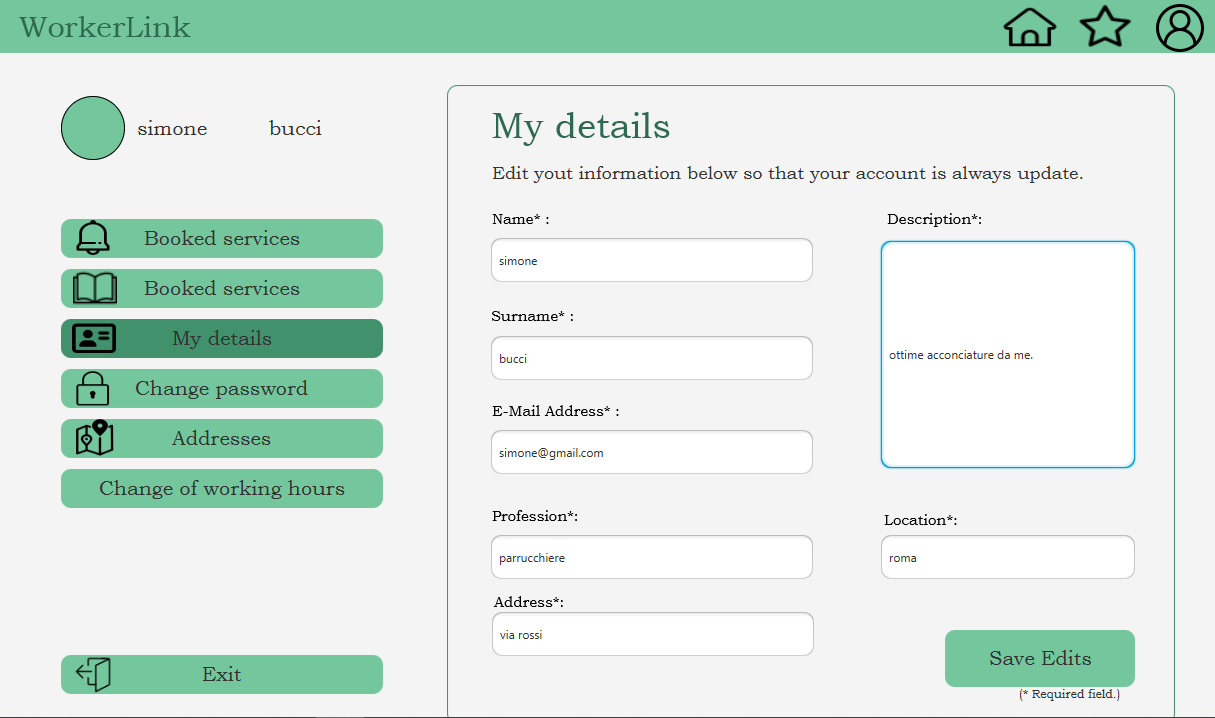 WorkerLink
simone bucci
Booked services
Booked services
My details
Change password
Addresses
Change of working hours
Exit
My details
Edit yout information below so that your account is always update.
Name* :
simone
Surname* :
bucci
E-Mail Address* :
simone@gmail.com
Profession*:
parrucchiere
Address*:
via rossi
Description*:
ottime acconciature da me.
Location*:
roma
Save Edits
(* Required field.)